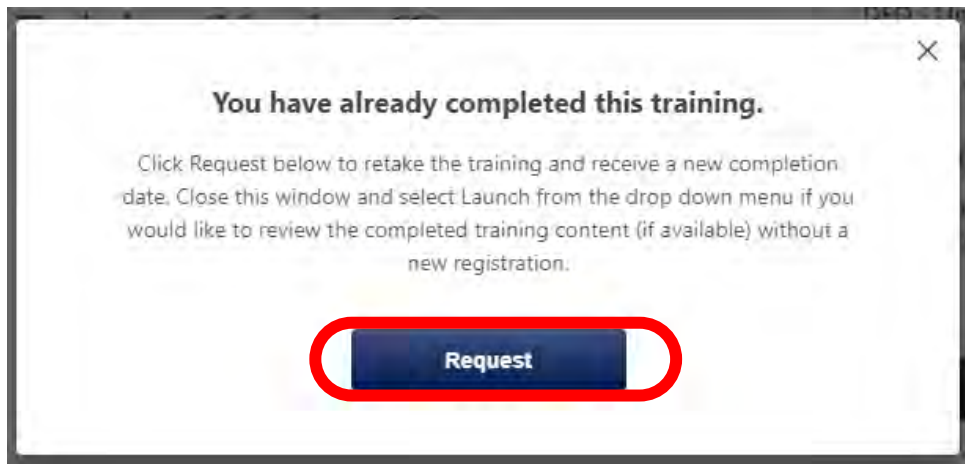 You have already completed this training.
Click Request below to retake the training and receive a new completion
date. Close this window and select Launch from the drop down menu if you
would like to review the completed training content (if available) without a
new registration.
Request